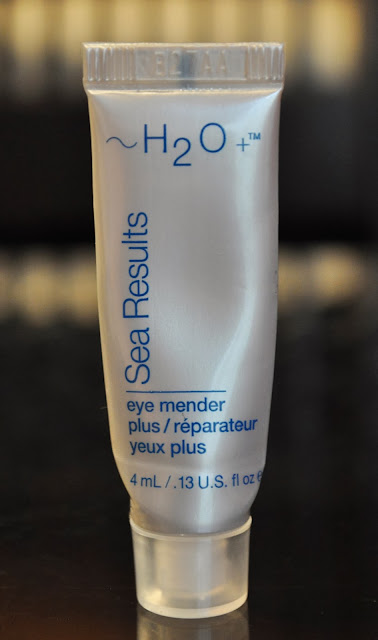 ~H2O+™
Sea Results
eye mender
plus / réparateur
yeux plus
4 mL / .13 U.S. fl oz e